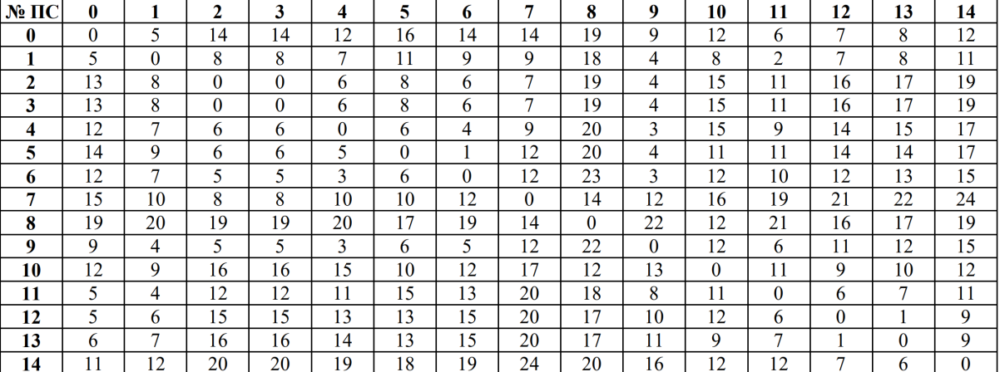 № ПС 0 1 2 3 4 5 6 7 8 9 10 11 12 13 14
0 0 5 14 14 12 16 14 14 19 9 12 6 7 8 12
1 5 0 8 8 7 11 9 9 18 4 8 2 7 8 11
2 13 8 0 0 6 8 6 7 19 4 15 11 16 17 19
3 13 8 0 0 6 8 6 7 19 4 15 11 16 17 19
4 12 7 6 6 0 6 4 9 20 3 15 9 14 15 17
5 14 9 6 6 5 0 1 12 20 4 11 11 14 14 17
6 12 7 5 5 3 6 0 12 23 3 12 10 12 13 15
7 15 10 8 8 10 10 12 0 14 12 16 19 21 22 24
8 19 20 19 19 20 17 19 14 0 22 12 21 16 17 19
9 9 4 5 5 3 6 5 12 22 0 12 6 11 12 15
10 12 9 16 16 15 10 12 17 12 13 0 11 9 10 12
11 5 4 12 12 11 15 13 20 18 8 11 0 6 7 11
12 5 6 15 15 13 13 15 20 17 10 12 6 0 1 9
13 6 7 16 16 14 13 15 20 17 11 9 7 1 0 9
14 11 12 20 20 19 18 19 24 20 16 12 12 7 6 0